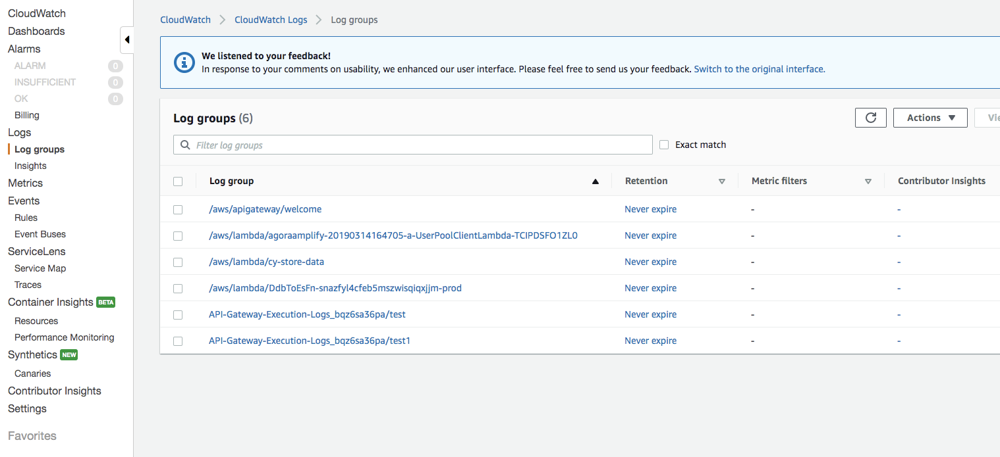 CloudWatch
Dashboards
Alarms
ALARM 0
INSUFFICIENT 0
OK 0
Billing
Logs
Log groups
Insights
Metrics
Events
Rules
Event Buses
ServiceLens
Service Map
Traces
Container Insights BETA
Resources
Performance Monitoring
Synthetics NEW
Canaries
Contributor Insights
Settings
Favorites
CloudWatch CloudWatch Logs Log groups
We listened to your feedback!
In response to your comments on usability, we enhanced our user interface. Please feel free to send us your feedback. Switch to the original interface.
Log groups (6)
Actions
Filter log groups Exact match
Log group Retention Metric filters Contributor Insights
/aws/apigateway/welcome Never expire - -
/aws/lambda/agoraamplify-20190314164705-a-UserPoolClientLambda-TCIPDSFO1ZL0 Never expire - -
/aws/lambda/cy-store-data Never expire - -
/aws/lambda/DdbToEsFn-snazfyl4cfeb5mszwisqiqxjjm-prod Never expire - -
API-Gateway-Execution-Logs_bqz6sa36pa/test Never expire - -
API-Gateway-Execution-Logs_bqz6sa36pa/test1 Never expire - -